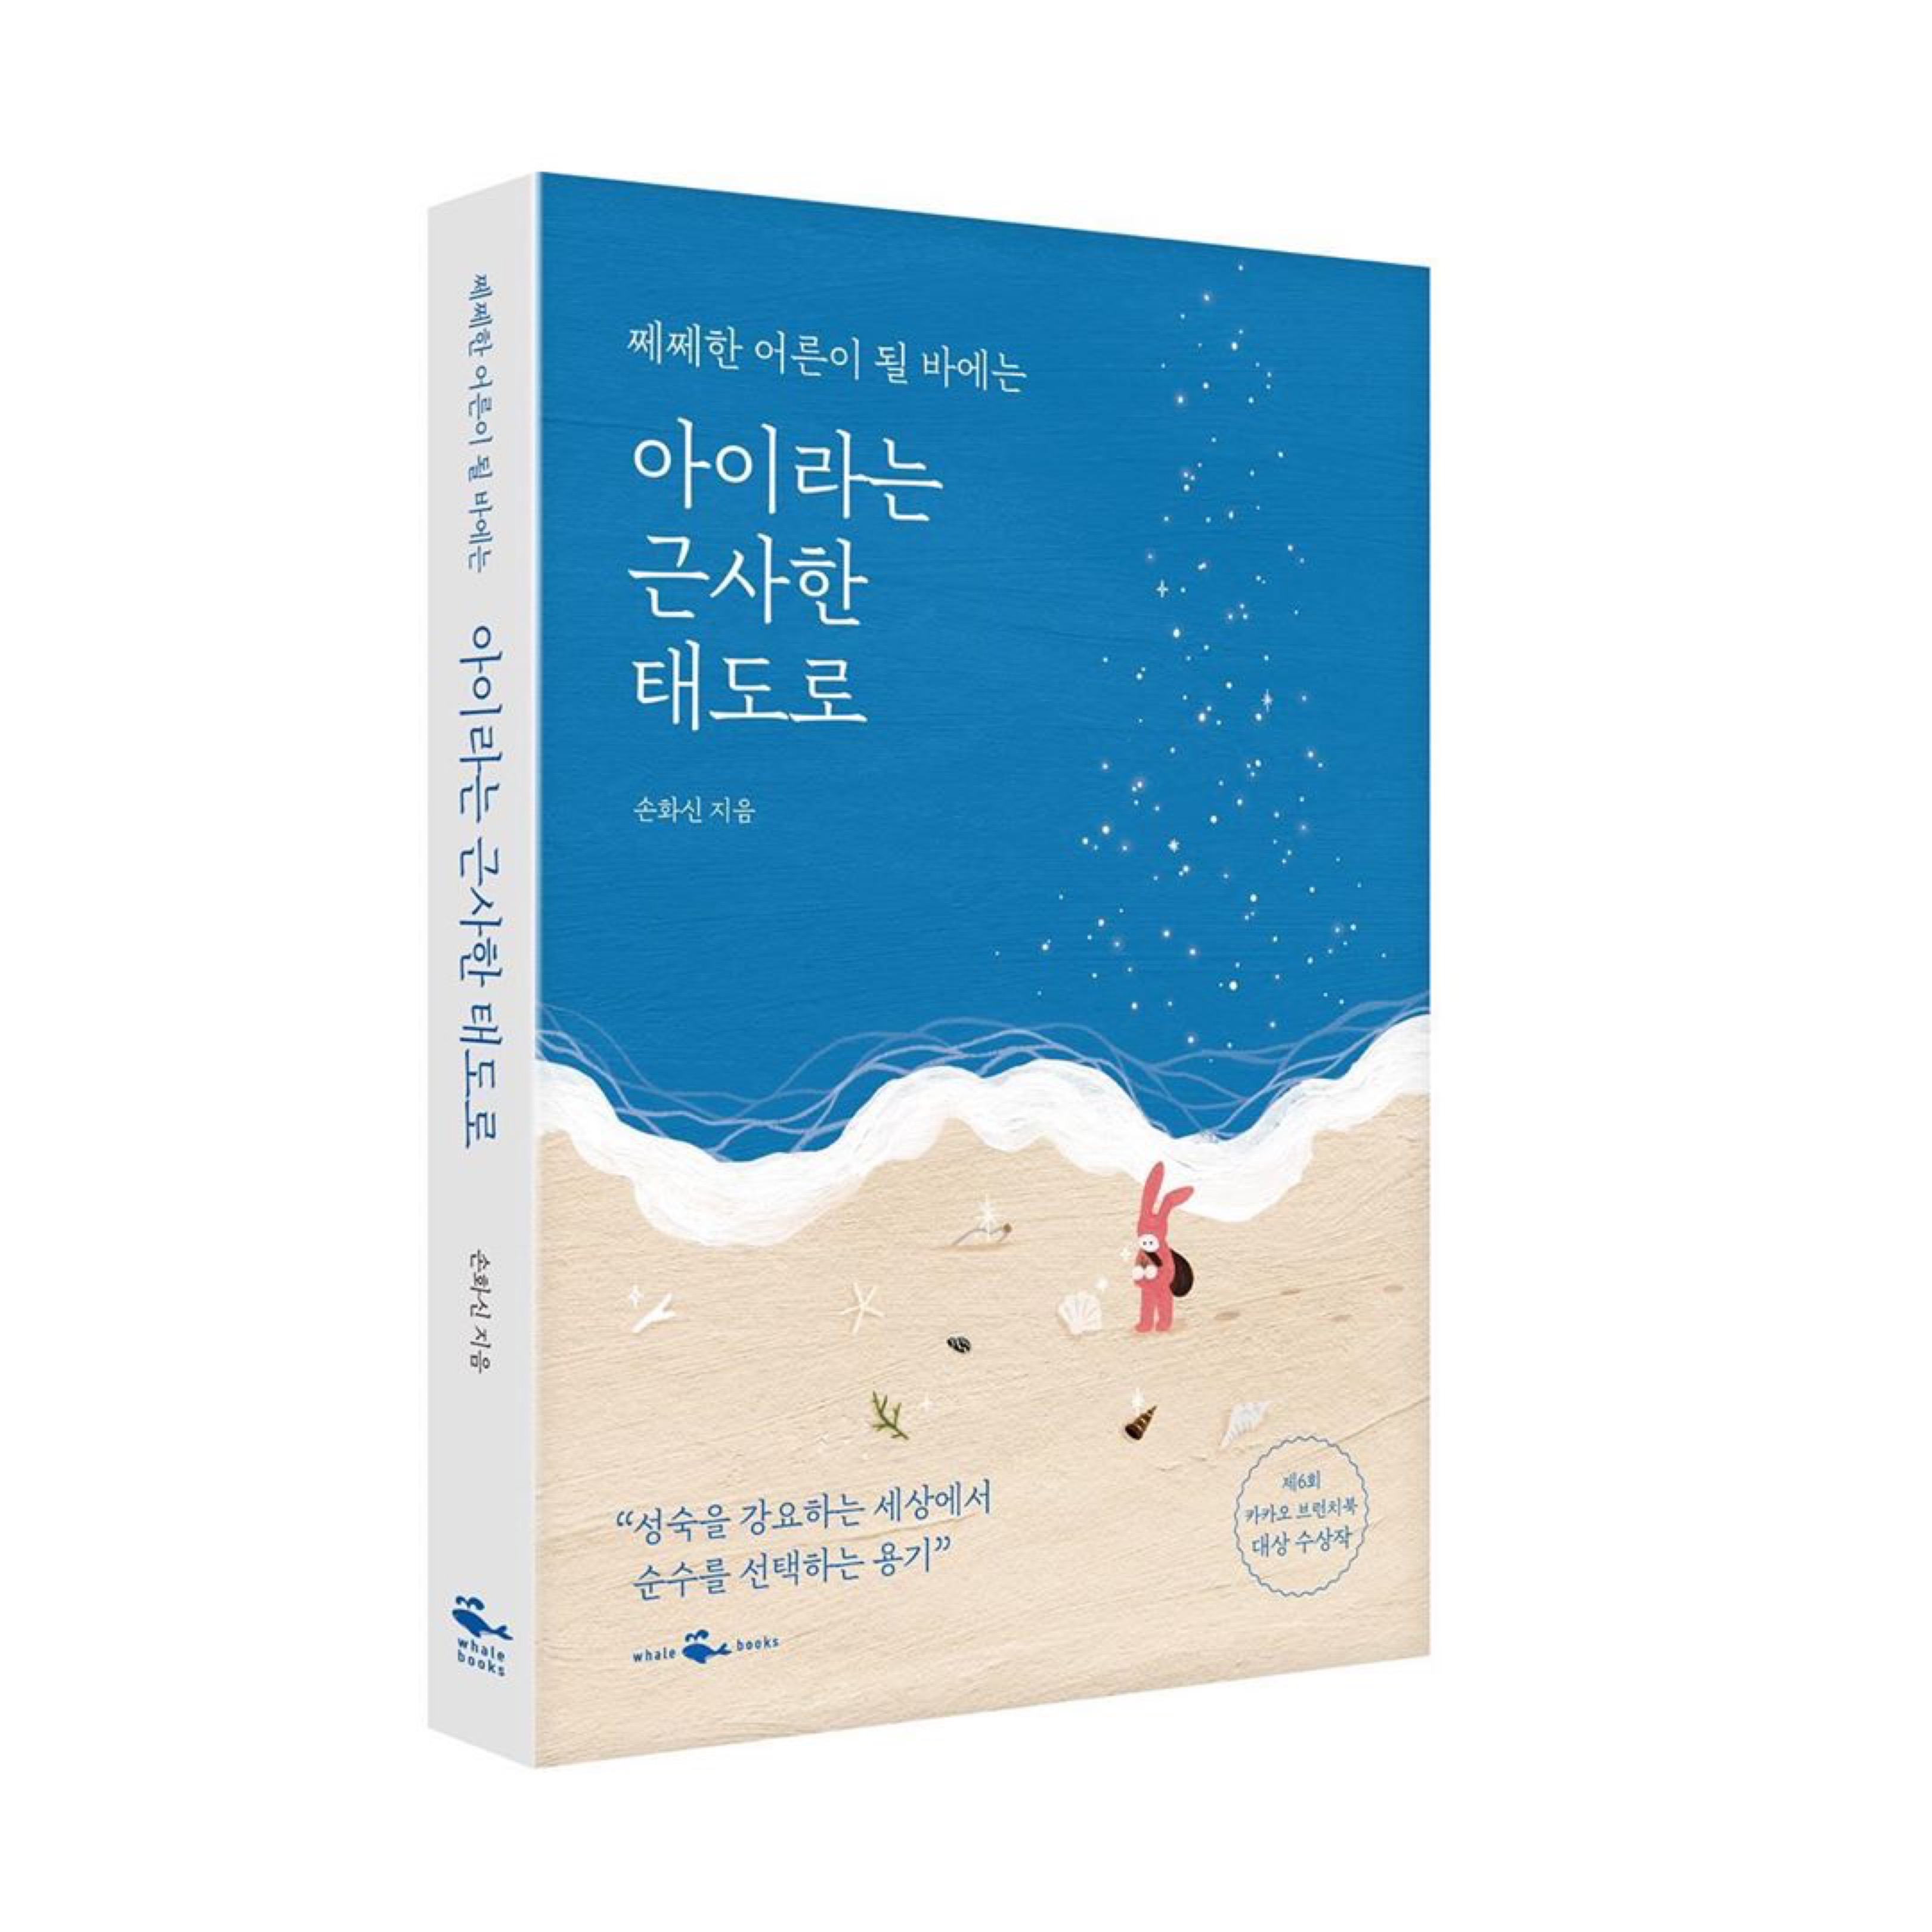 쩨쩨한 어른이 될 바에는
아이라는
근사한
태도로
손화신 지음
“성숙을 강요하는 세상에서
순수를 선택하는 용기”
whale books
제6회
카카오 브런치북
대상 수상작
쩨쩨한 어른이 될 바에는 아이라는 근사한 태도로 손화신 지음
whale
books